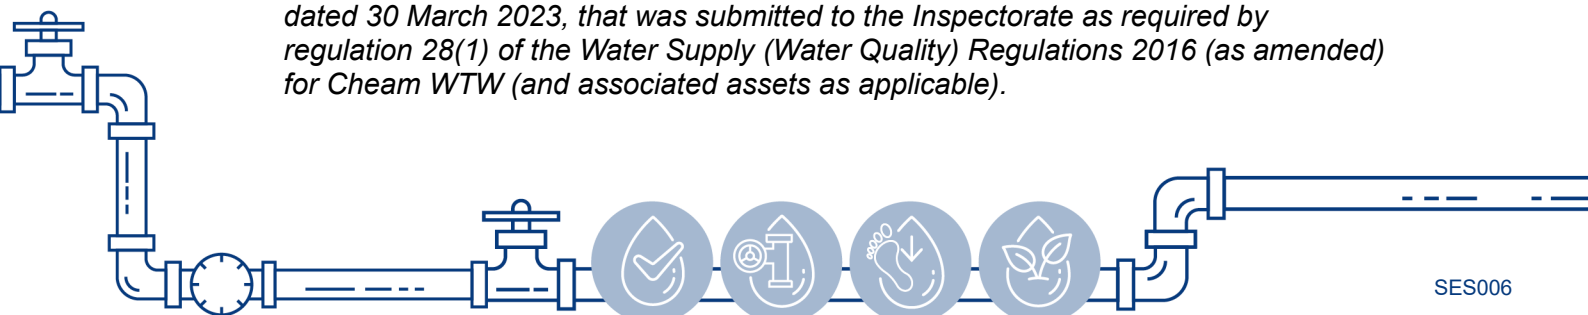 dated 30 March 2023, that was submitted to the Inspectorate as required by
regulation 28(1) of the Water Supply (Water Quality) Regulations 2016 (as amended)
for Cheam WTW (and associated assets as applicable).
SES006